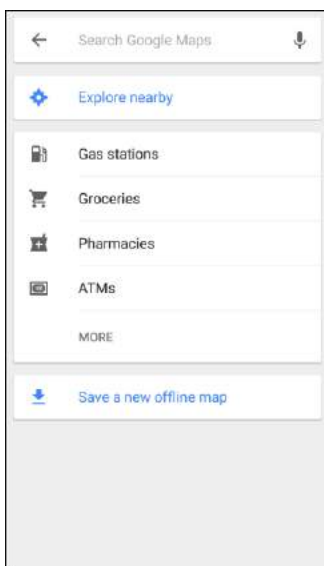 Search Google Maps
Explore nearby
Gas stations
Groceries
Pharmacies
ATMs
MORE
Save a new offline map